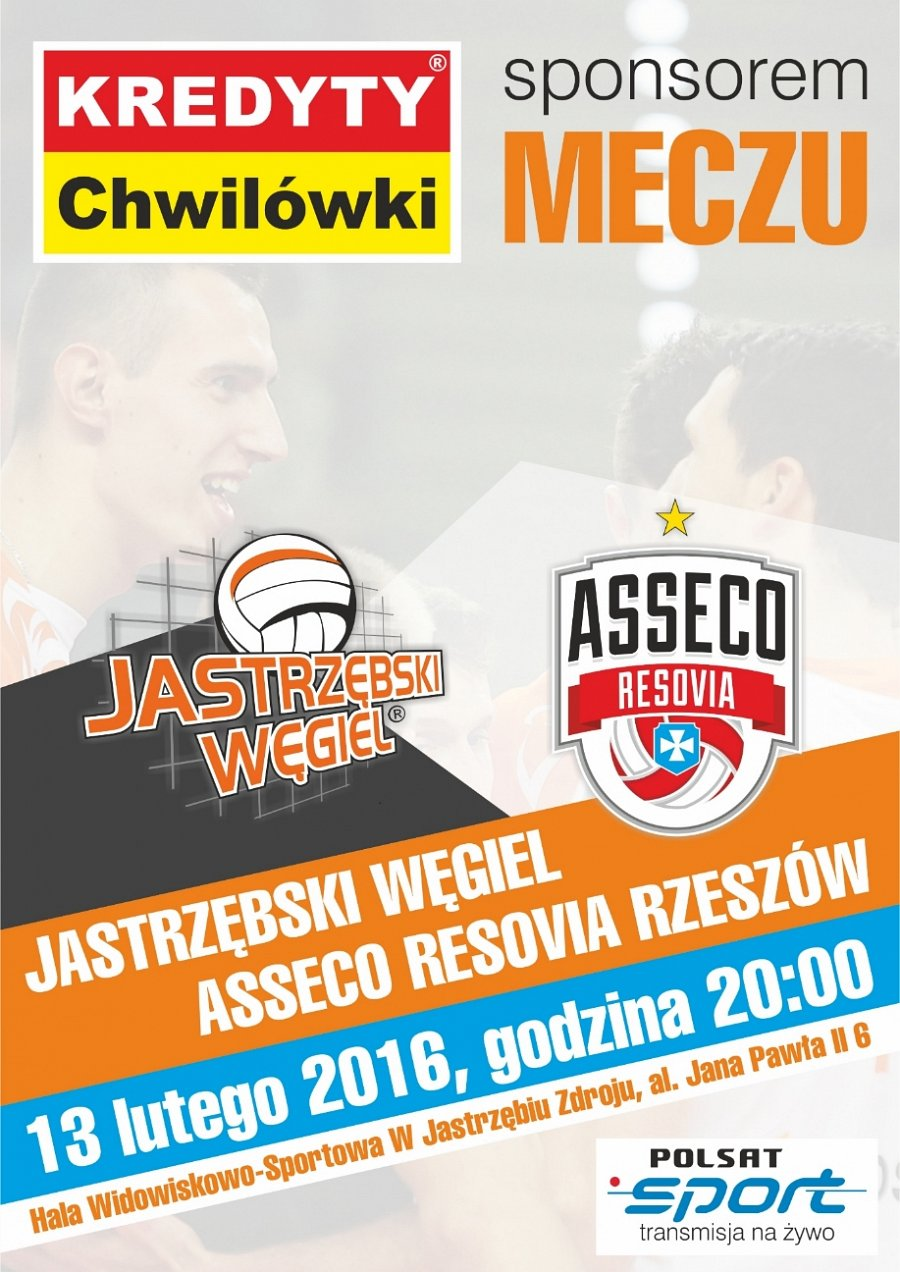 KREDYTY®
Chwilówki
sponsorem
MECZU
JASTRZĘBSKI
WĘGIEL®
ASSECO
RESOVIA
JASTRZĘBSKI WĘGIEL
ASSECO RESOVIA RZESZÓW
13 lutego 2016, godzina 20:00
Hala Widowiskowo-Sportowa W Jastrzębiu Zdroju, al. Jana Pawła II 6
POLSAT
sport
transmisja na żywo